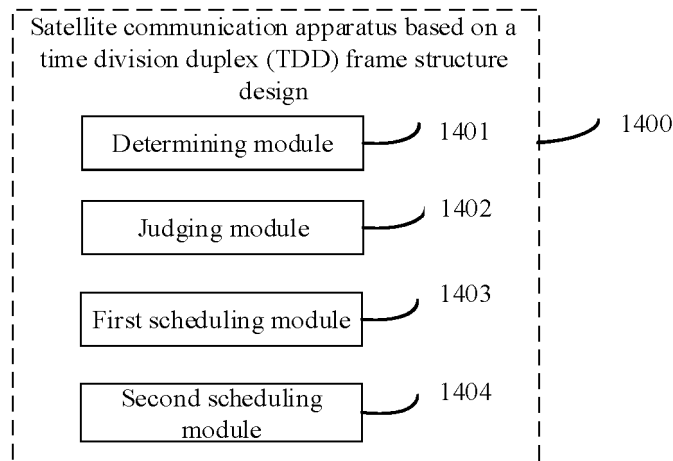 Satellite communication apparatus based on a
time division duplex (TDD) frame structure
design
1400
Determining module
1401
Judging module
1402
First scheduling module
1403
Second scheduling
module
1404